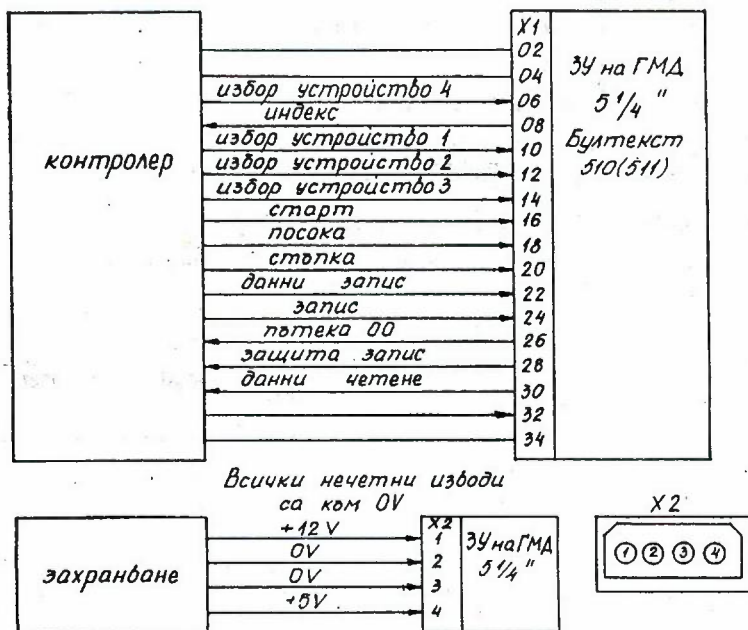 X1
02
04
избор устройство 4
06
индекс
08
избор устройство 1
10
избор устройство 2
12
избор устройство 3
14
старт
16
посока
18
стъпка
20
данни запис
22
запис
24
пътека 00
26
защита запис
28
данни четене
30
32
34
контролер
ЗУ на ГМД
5 1/4 "
Бултекст
510(511)
Всички нечетни изводи
са към 0V
захранване
+12V
0V
0V
+5V
X2
1
2
3
4
ЗУ на ГМД
5 1/4 "
X2
1 2 3 4